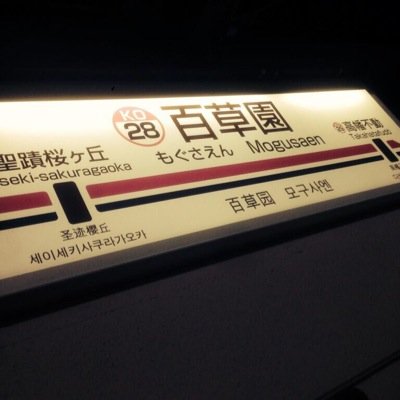 KO
28
百草園
もぐさえん Mogusaen
聖蹟桜ヶ丘
seki-sakuragaoka
高幡不動
Takahatafudo
百草园 모구사엔
圣迹樱丘
세이세키사쿠라가오카